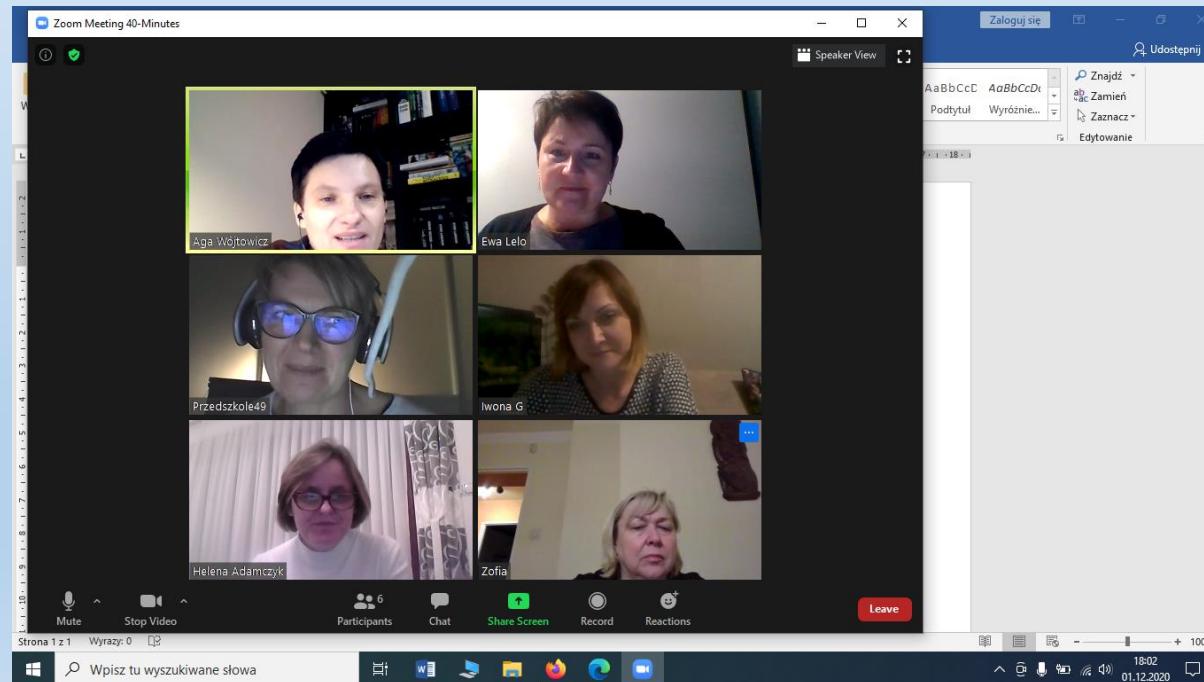 Zoom Meeting 40-Minutes
Zaloguj się
Udostępnij
Speaker View
AaBbCcD AaBbCcDt
Podtytuł Wyróżnie...
Znajdź
Zamień
Zaznacz
Edytowanie
Aga Wójtowicz
Ewa Lelo
Przedszkole49
Iwona G
Helena Adamczyk
Zofia
6
Mute
Stop Video
Participants
Chat
Share Screen
Record
Reactions
Leave
Strona 1 z 1 Wyrazy: 0
100
Wpisz tu wyszukiwane słowa
18:02
01.12.2020